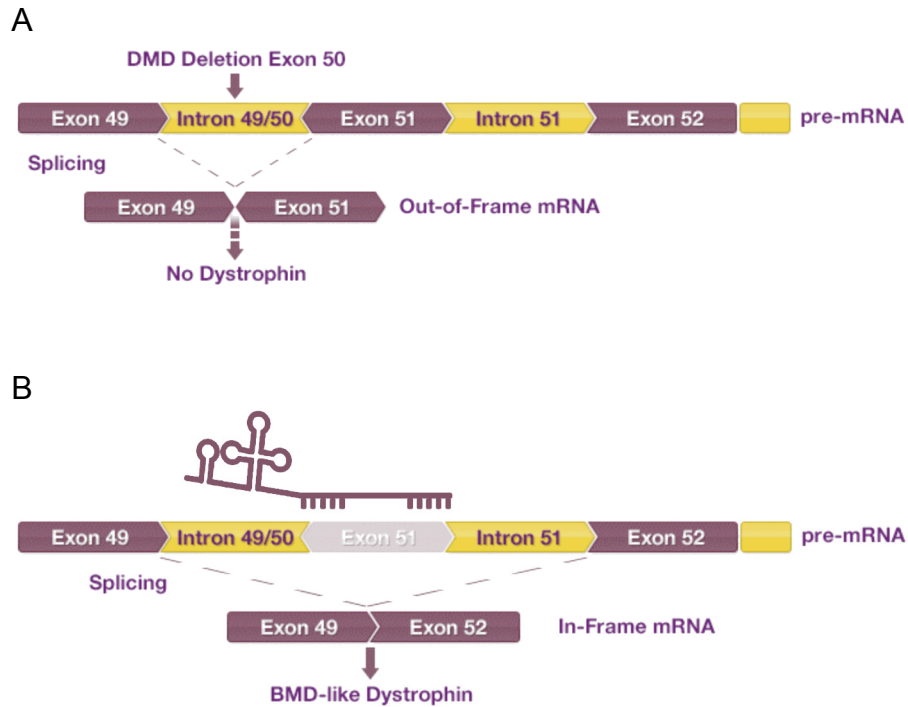 A
DMD Deletion Exon 50
Exon 49 Intron 49/50 Exon 51 Intron 51 Exon 52 pre-mRNA
Splicing
Exon 49 Exon 51 Out-of-Frame mRNA
No Dystrophin
B
Exon 49 Intron 49/50 Exon 51 Intron 51 Exon 52 pre-mRNA
Splicing
Exon 49 Exon 52 In-Frame mRNA
BMD-like Dystrophin